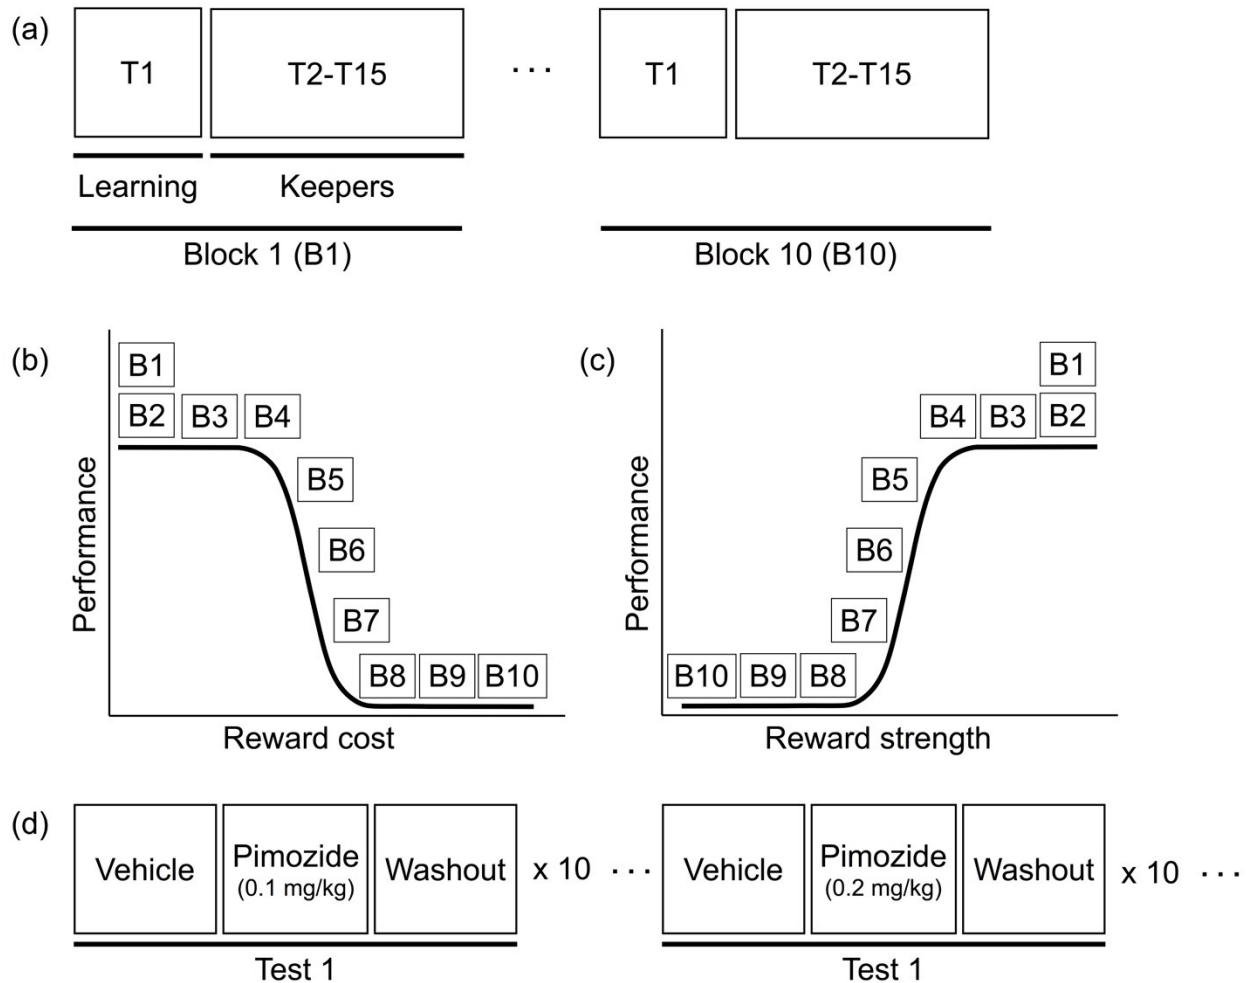 (a)
T1 T2-T15 ... T1 T2-T15
Learning Keepers
Block 1 (B1) Block 10 (B10)
(b)
B1
B2 B3 B4
B5
B6
B7
B8 B9 B10
Performance
Reward cost
(c)
B1
B4 B3 B2
B5
B6
B7
B10 B9 B8
Performance
Reward strength
(d)
Vehicle Pimozide (0.1 mg/kg) Washout x 10 ... Vehicle Pimozide (0.2 mg/kg) Washout x 10 ...
Test 1 Test 1